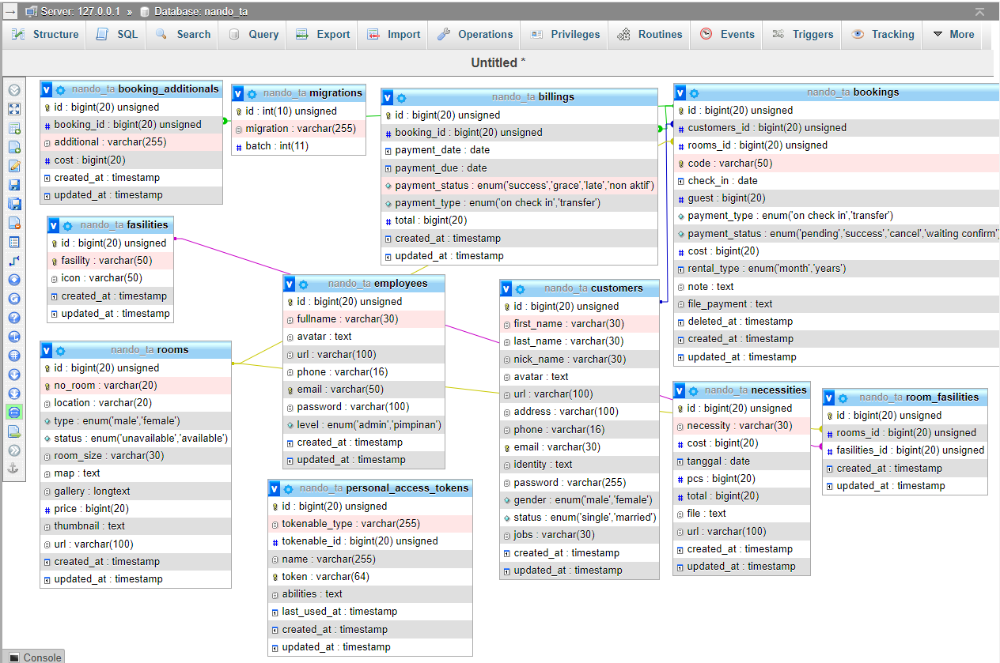 Server: 127.0.0.1 » Database: nando_ta
Structure SQL Search Query Export Import Operations Privileges Routines Events Triggers Tracking More
Untitled *
nando_ta booking_additionals
id : bigint(20) unsigned
booking_id : bigint(20) unsigned
additional : varchar(255)
cost : bigint(20)
created_at : timestamp
updated_at : timestamp
nando_ta migrations
id : int(10) unsigned
migration : varchar(255)
batch : int(11)
nando_ta billings
id : bigint(20) unsigned
booking_id : bigint(20) unsigned
payment_date : date
payment_due : date
payment_status : enum('success','grace','late','non aktif')
payment_type : enum('on check in','transfer')
total : bigint(20)
created_at : timestamp
updated_at : timestamp
nando_ta bookings
id : bigint(20) unsigned
customers_id : bigint(20) unsigned
rooms_id : bigint(20) unsigned
code : varchar(50)
check_in : date
guest : bigint(20)
payment_type : enum('on check in','transfer')
payment_status : enum('pending','success','cancel','waiting confirm')
cost : bigint(20)
rental_type : enum('month','years')
note : text
file_payment : text
deleted_at : timestamp
created_at : timestamp
updated_at : timestamp
nando_ta fasilities
id : bigint(20) unsigned
fasility : varchar(50)
icon : varchar(50)
created_at : timestamp
updated_at : timestamp
nando_ta employees
id : bigint(20) unsigned
fullname : varchar(30)
avatar : text
url : varchar(100)
phone : varchar(16)
email : varchar(50)
password : varchar(100)
level : enum('admin','pimpinan')
created_at : timestamp
updated_at : timestamp
nando_ta customers
id : bigint(20) unsigned
first_name : varchar(30)
last_name : varchar(30)
nick_name : varchar(30)
avatar : text
url : varchar(100)
address : varchar(100)
phone : varchar(16)
email : varchar(30)
identity : text
password : varchar(255)
gender : enum('male','female')
status : enum('single','married')
jobs : varchar(30)
created_at : timestamp
updated_at : timestamp
nando_ta rooms
id : bigint(20) unsigned
no_room : varchar(20)
location : varchar(20)
type : enum('male','female')
status : enum('unavailable','available')
room_size : varchar(30)
map : text
gallery : longtext
price : bigint(20)
thumbnail : text
url : varchar(100)
created_at : timestamp
updated_at : timestamp
nando_ta necessities
id : bigint(20) unsigned
necessity : varchar(30)
cost : bigint(20)
tanggal : date
pcs : bigint(20)
total : bigint(20)
file : text
url : varchar(100)
created_at : timestamp
updated_at : timestamp
nando_ta room_fasilities
id : bigint(20) unsigned
rooms_id : bigint(20) unsigned
fasilities_id : bigint(20) unsigned
created_at : timestamp
updated_at : timestamp
nando_ta personal_access_tokens
id : bigint(20) unsigned
tokenable_type : varchar(255)
tokenable_id : bigint(20) unsigned
name : varchar(255)
token : varchar(64)
abilities : text
last_used_at : timestamp
created_at : timestamp
updated_at : timestamp
Console